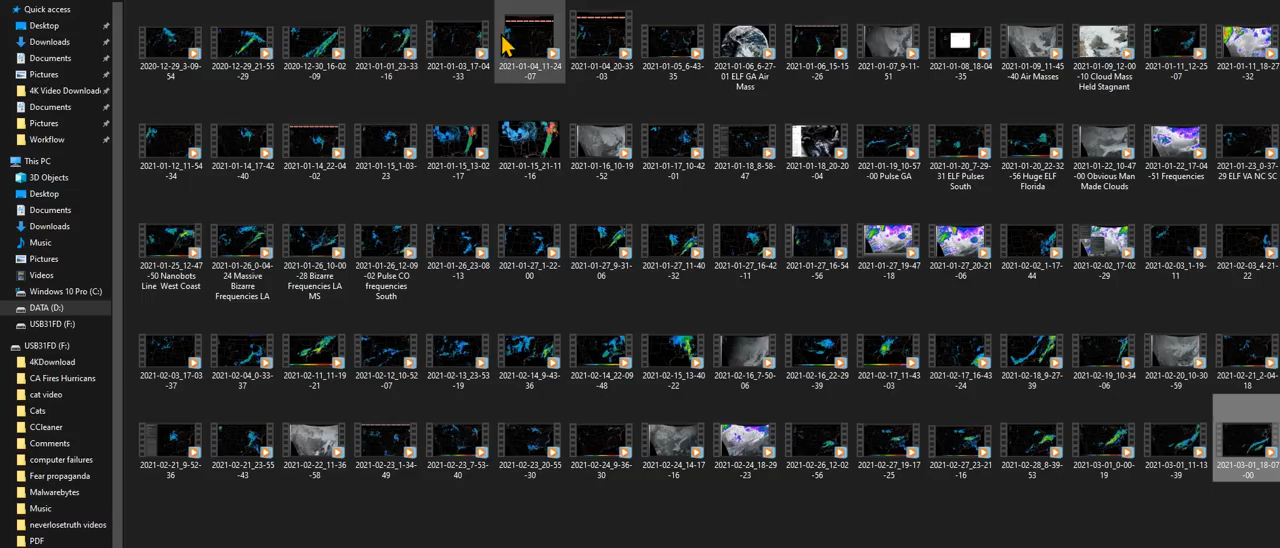 Quick access
Desktop
Downloads
Documents
Pictures
4K Video Download
Documents
Pictures
Workflow
This PC
3D Objects
Desktop
Documents
Downloads
Music
Pictures
Videos
Windows 10 Pro (C:)
DATA (D:)
USB31FD (F:)
USB31FD (F:)
4KDownload
CA Fires Hurricans
cat video
Cats
CCleaner
Comments
computer failures
Fear propaganda
Malwarebytes
Music
neverlosetruth videos
PDF
2020-12-29_3-09-54
2020-12-29_21-55-29
2020-12-30_16-02-09
2021-01-01_23-33-16
2021-01-03_17-04-33
2021-01-04_11-24-07
2021-01-04_20-35-03
2021-01-05_6-43-35
2021-01-06_6-27-01 ELF GA Air Mass
2021-01-06_15-15-26
2021-01-07_9-11-51
2021-01-08_18-04-35
2021-01-09_11-45-40 Air Masses
2021-01-09_12-00-10 Cloud Mass Held Stagnant
2021-01-11_12-25-07
2021-01-11_18-27-32
2021-01-12_11-54-34
2021-01-14_17-42-40
2021-01-14_22-04-02
2021-01-15_1-03-23
2021-01-15_13-02-17
2021-01-15_21-11-16
2021-01-16_10-19-52
2021-01-17_10-42-01
2021-01-18_8-58-47
2021-01-18_20-20-04
2021-01-19_10-57-00 Pulse GA
2021-01-20_7-29-31 ELF Pulses South
2021-01-20_22-32-56 Huge ELF Florida
2021-01-22_10-47-00 Obvious Man Made Clouds
2021-01-22_17-04-51 Frequencies
2021-01-23_0-37-29 ELF VA NC SC
2021-01-25_12-47-50 Nanobots Line West Coast
2021-01-26_0-04-24 Massive Bizarre Frequencies LA
2021-01-26_10-00-28 Bizarre Frequencies LA MS
2021-01-26_12-09-02 Pulse CO frequencies South
2021-01-26_23-08-13
2021-01-27_1-22-00
2021-01-27_9-31-06
2021-01-27_11-40-11
2021-01-27_16-42-11
2021-01-27_16-54-56
2021-01-27_19-47-18
2021-01-27_20-21-06
2021-02-02_1-17-44
2021-02-02_17-02-29
2021-02-03_1-19-11
2021-02-03_4-21-22
2021-02-03_17-03-37
2021-02-04_0-33-37
2021-02-11_11-19-21
2021-02-12_10-52-07
2021-02-13_23-53-19
2021-02-14_9-43-36
2021-02-14_22-09-48
2021-02-15_13-40-22
2021-02-16_7-50-06
2021-02-16_22-29-39
2021-02-17_11-43-03
2021-02-17_16-43-24
2021-02-18_9-27-39
2021-02-19_10-34-06
2021-02-20_10-30-59
2021-02-21_2-04-18
2021-02-21_9-52-36
2021-02-21_23-55-43
2021-02-22_11-36-58
2021-02-23_1-34-49
2021-02-23_7-53-40
2021-02-23_20-55-30
2021-02-24_9-36-30
2021-02-24_14-17-16
2021-02-24_18-29-23
2021-02-26_12-02-56
2021-02-27_19-17-25
2021-02-27_23-21-16
2021-02-28_8-39-53
2021-03-01_0-00-19
2021-03-01_11-13-39
2021-03-01_18-07-00